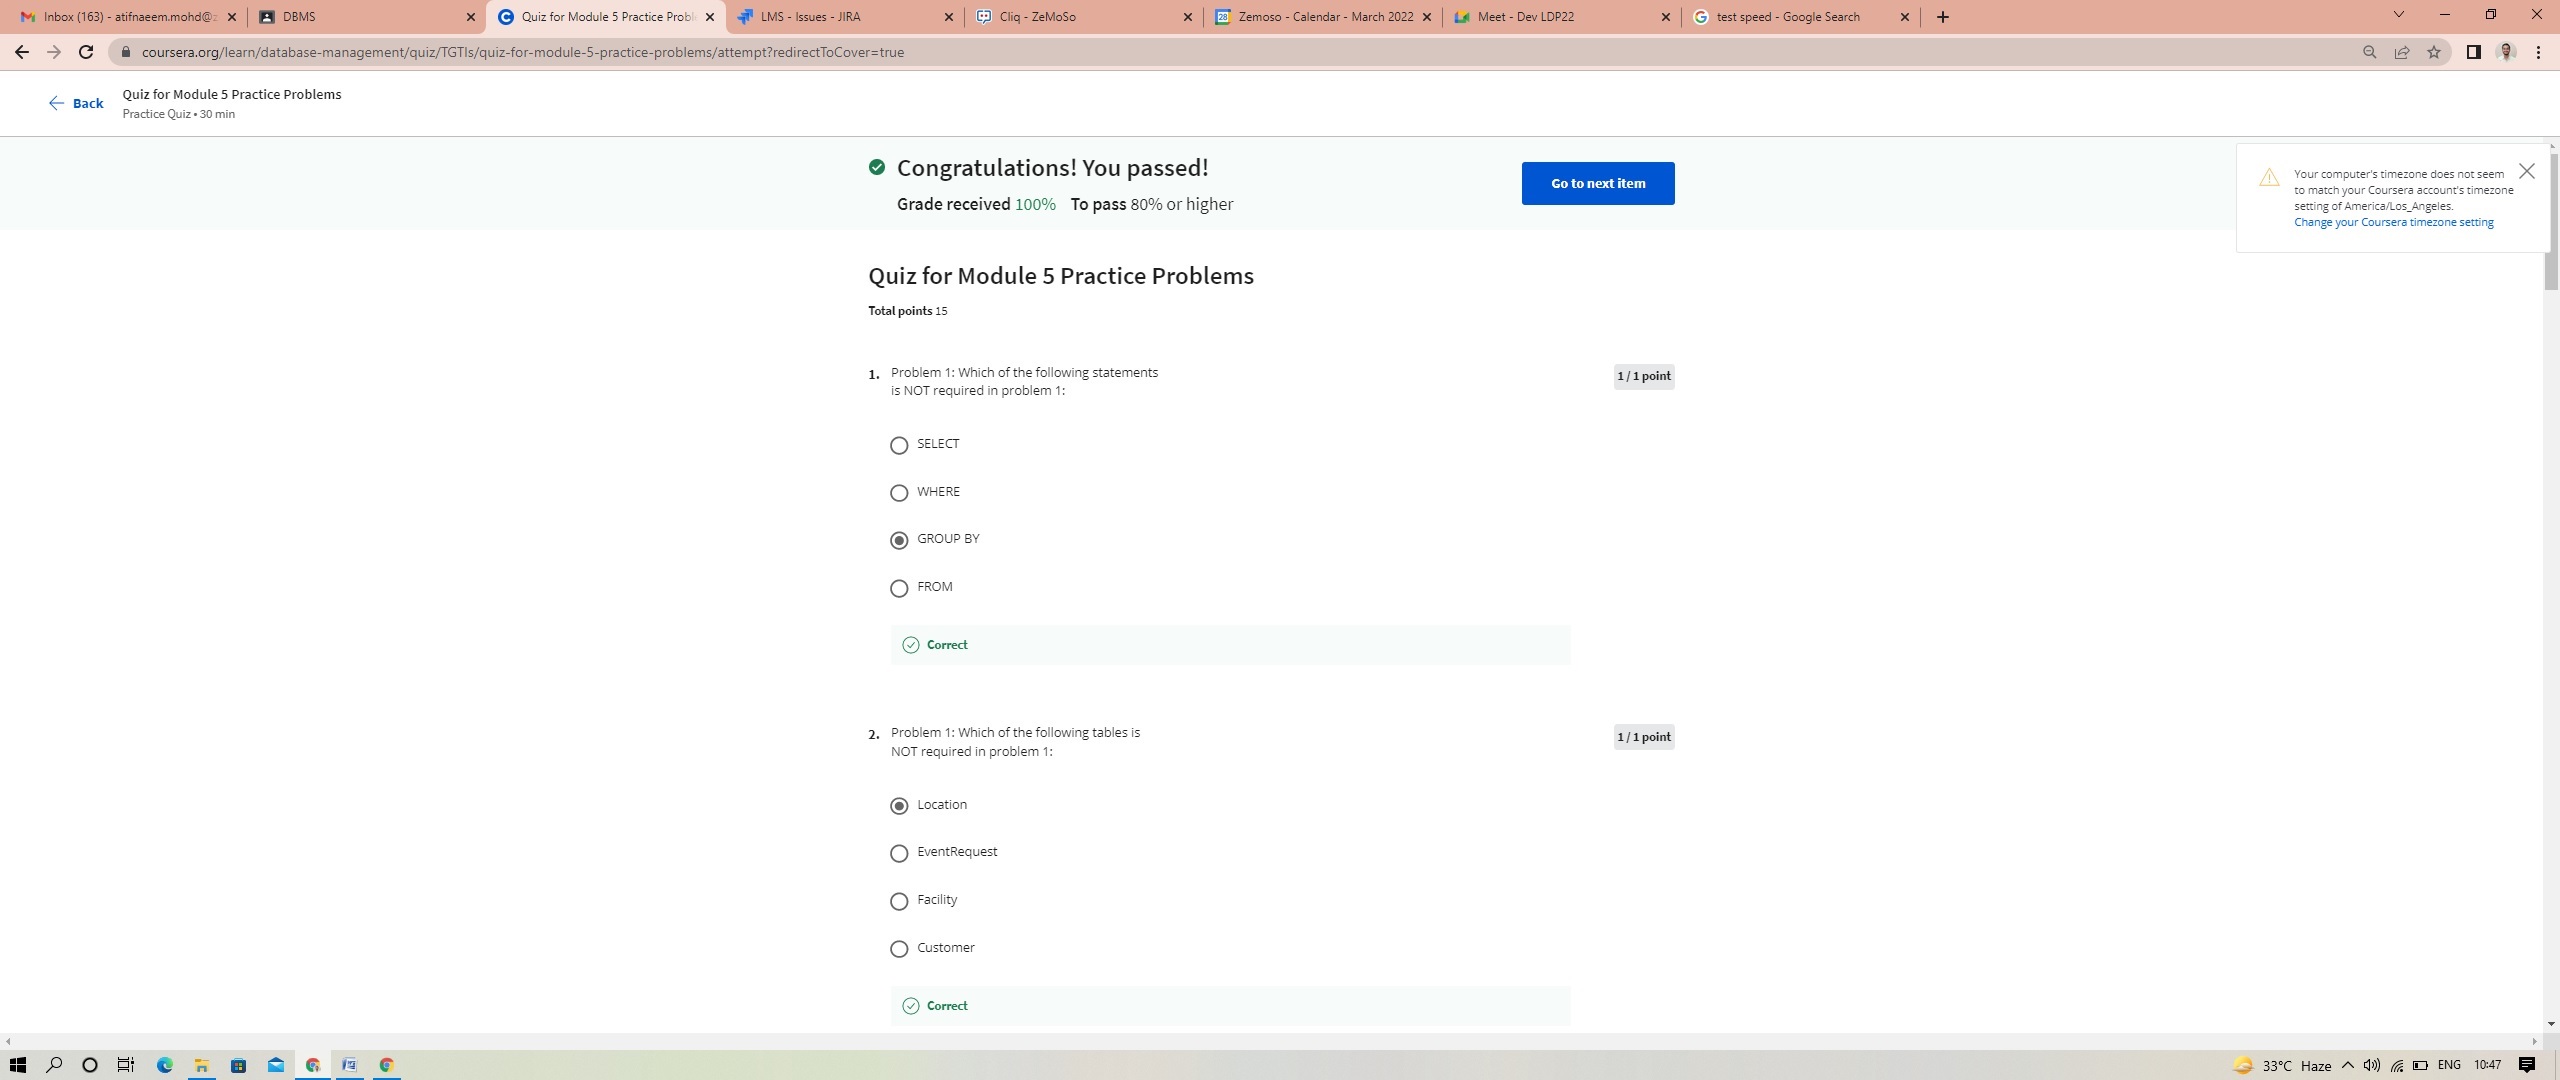 Inbox (163) - atifnaeem.mohd@z
DBMS
Quiz for Module 5 Practice Proble
LMS - Issues - JIRA
Cliq - ZeMoSo
Zemoso - Calendar - March 2022
Meet - Dev LDP22
test speed - Google Search
coursera.org/learn/database-management/quiz/TGTIs/quiz-for-module-5-practice-problems/attempt?redirectToCover=true
Back
Quiz for Module 5 Practice Problems
Practice Quiz • 30 min
Congratulations! You passed!
Grade received 100% To pass 80% or higher
Go to next item
Your computer's timezone does not seem
to match your Coursera account's timezone
setting of America/Los_Angeles.
Change your Coursera timezone setting
Quiz for Module 5 Practice Problems
Total points 15
1. Problem 1: Which of the following statements
is NOT required in problem 1:
1 / 1 point
SELECT
WHERE
GROUP BY
FROM
Correct
2. Problem 1: Which of the following tables is
NOT required in problem 1:
1 / 1 point
Location
EventRequest
Facility
Customer
Correct
33°C Haze
ENG
10:47